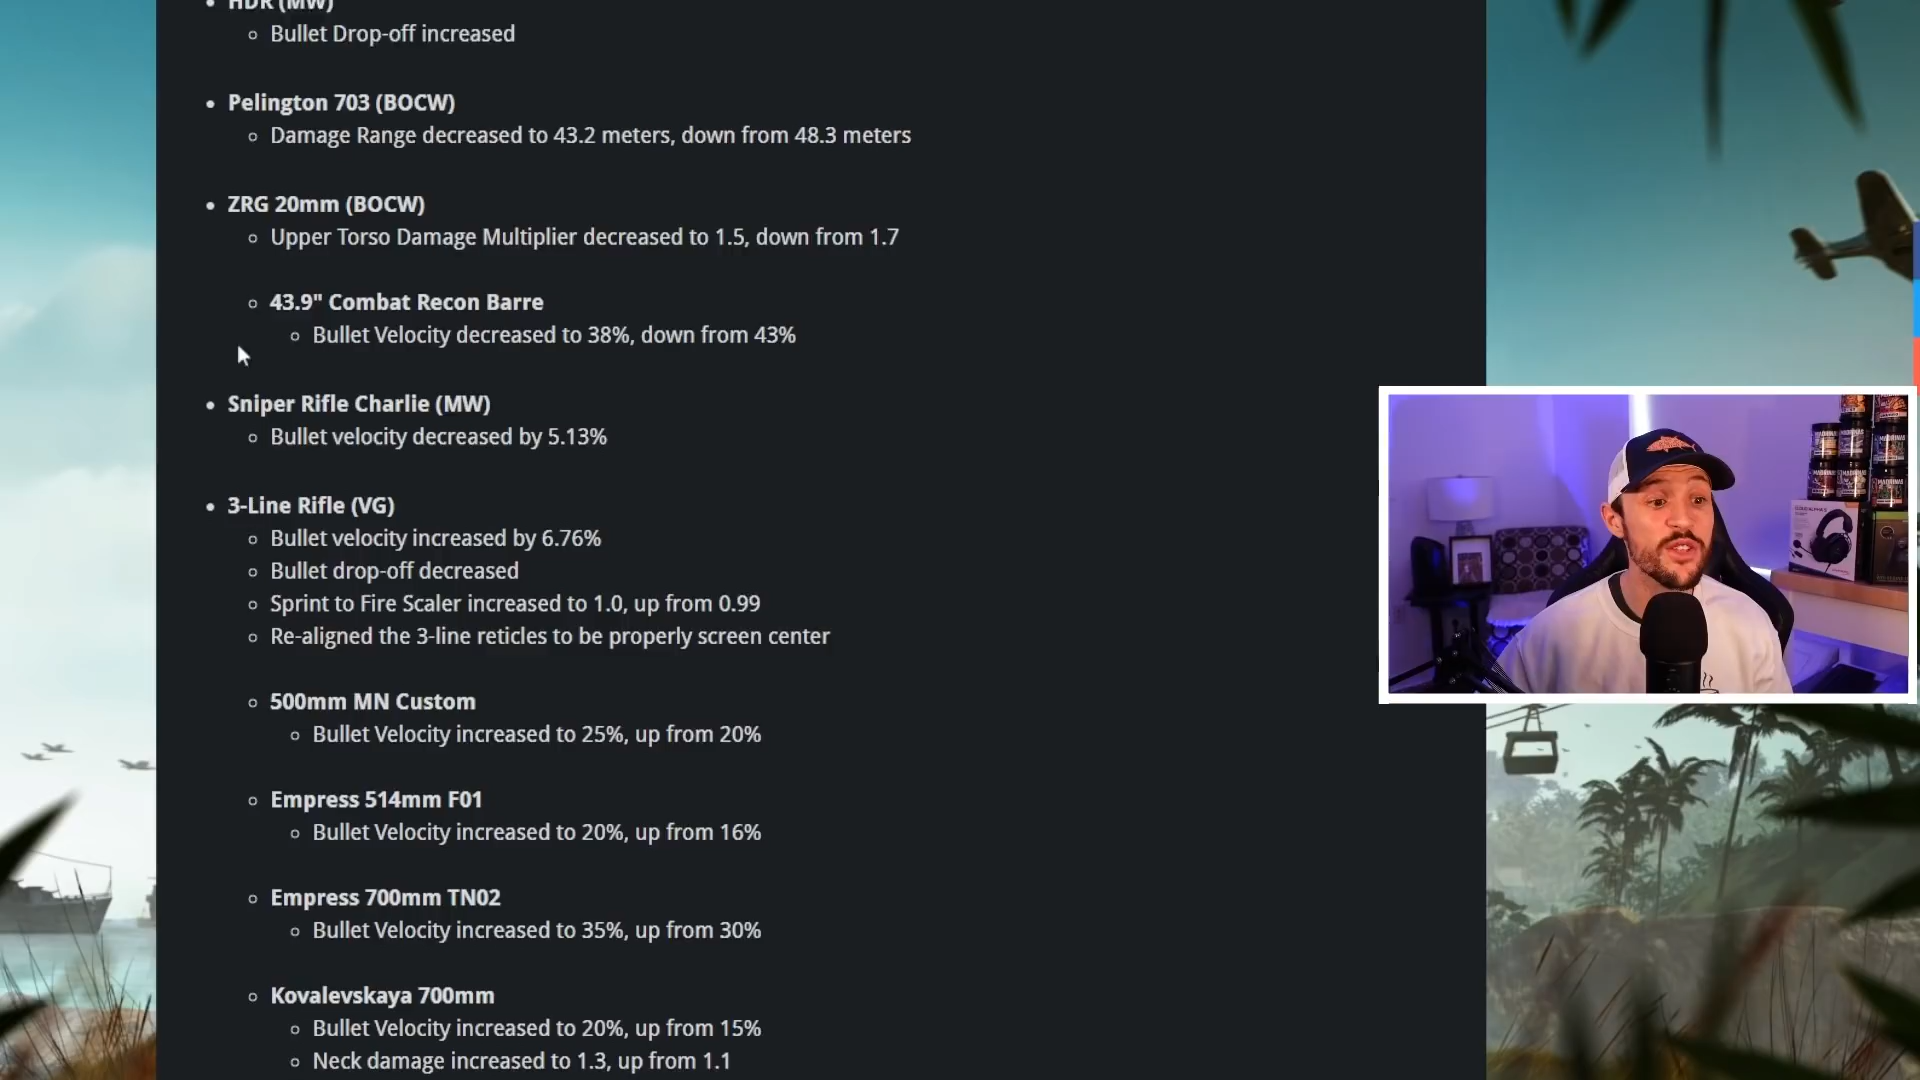 HDR (MW)
Bullet Drop-off increased
Pelington 703 (BOCW)
Damage Range decreased to 43.2 meters, down from 48.3 meters
ZRG 20mm (BOCW)
Upper Torso Damage Multiplier decreased to 1.5, down from 1.7
43.9" Combat Recon Barre
Bullet Velocity decreased to 38%, down from 43%
Sniper Rifle Charlie (MW)
Bullet velocity decreased by 5.13%
3-Line Rifle (VG)
Bullet velocity increased by 6.76%
Bullet drop-off decreased
Sprint to Fire Scaler increased to 1.0, up from 0.99
Re-aligned the 3-line reticles to be properly screen center
500mm MN Custom
Bullet Velocity increased to 25%, up from 20%
Empress 514mm F01
Bullet Velocity increased to 20%, up from 16%
Empress 700mm TN02
Bullet Velocity increased to 35%, up from 30%
Kovalevskaya 700mm
Bullet Velocity increased to 20%, up from 15%
Neck damage increased to 1.3, up from 1.1